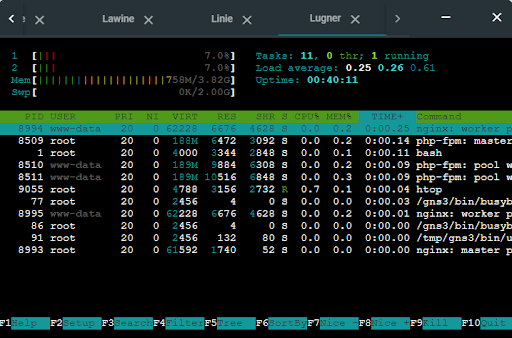 Lawine Linie Lugner
1 [||| 7.0%] Tasks: 11, 0 thr; 1 running
2 [||| 7.0%] Load average: 0.25 0.26 0.61
Mem[||||||||||||||||||||||||758M/3.82G] Uptime: 00:40:11
Swp[ 0K/2.00G]
PID USER PRI NI VIRT RES SHR S CPU% MEM% TIME+ Command
8994 www-data 20 0 62228 6676 4628 S 0.0 0.2 0:00.25 nginx: worker p
8509 root 20 0 188M 6472 3092 S 0.0 0.2 0:00.14 php-fpm: master
1 root 20 0 4000 3344 2848 S 0.0 0.1 0:00.11 bash
8510 www-data 20 0 189M 9884 6308 S 0.0 0.2 0:00.09 php-fpm: pool w
8511 www-data 20 0 189M 10516 6848 S 0.0 0.3 0:00.09 php-fpm: pool w
9055 root 20 0 4788 3156 2732 R 0.7 0.1 0:00.04 htop
77 root 20 0 2456 4 0 S 0.0 0.0 0:00.03 /gns3/bin/busyb
8995 www-data 20 0 62228 6676 4628 S 0.0 0.2 0:00.01 nginx: worker p
86 root 20 0 2456 4 0 S 0.0 0.0 0:00.00 /gns3/bin/busyb
91 root 20 0 2456 132 80 S 0.0 0.0 0:00.00 /tmp/gns3/bin/u
8993 root 20 0 61592 1740 52 S 0.0 0.0 0:00.00 nginx: master p
F1Help F2Setup F3SearchF4FilterF5Tree F6SortByF7Nice -F8Nice +F9Kill F10Quit